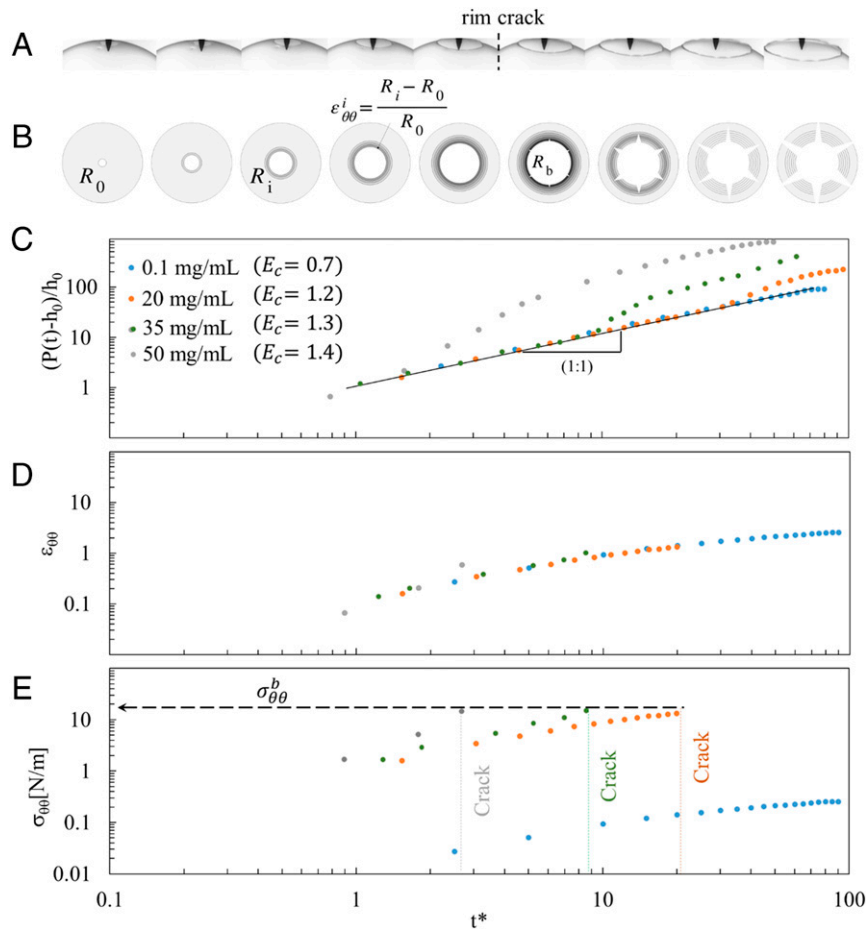 rim crack
A
ε^i_θθ = (R_i − R_0)/R_0
B
R_0
R_i
R_b
C
(P(t)-h_0)/h_0
100
10
1
0.1 mg/mL (E_c = 0.7)
20 mg/mL (E_c = 1.2)
35 mg/mL (E_c = 1.3)
50 mg/mL (E_c = 1.4)
(1:1)
D
ε_θθ
10
1
0.1
E
σ_θθ[N/m]
10
1
0.1
0.01
σ^b_θθ
Crack
Crack
Crack
0.1
1
10
100
t*